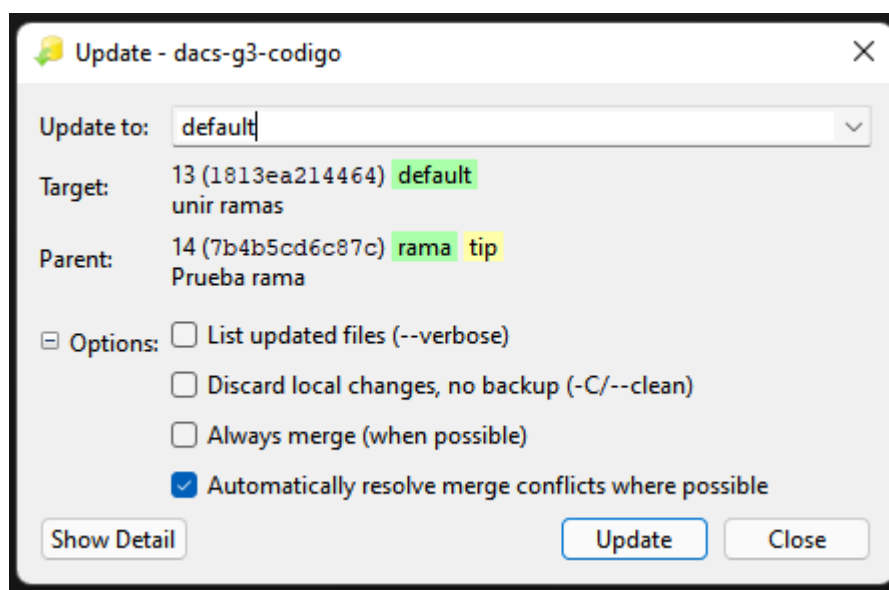 Update - dacs-g3-codigo
Update to: default
Target: 13 (1813ea214464) default
unir ramas
Parent: 14 (7b4b5cd6c87c) rama tip
Prueba rama
Options: List updated files (--verbose)
Discard local changes, no backup (-C/--clean)
Always merge (when possible)
Automatically resolve merge conflicts where possible
Show Detail Update Close